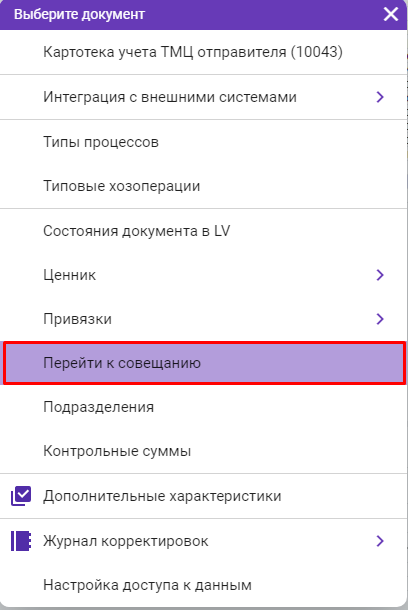 Выберите документ
Картотека учета ТМЦ отправителя (10043)
Интеграция с внешними системами
Типы процессов
Типовые хозоперации
Состояния документа в LV
Ценник
Привязки
Перейти к совещанию
Подразделения
Контрольные суммы
Дополнительные характеристики
Журнал корректировок
Настройка доступа к данным